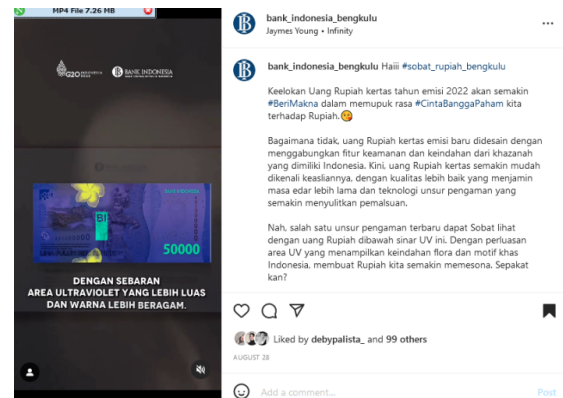 MP4 File 7.26 MB
G20
BANK INDONESIA
BANK INDONESIA
BI
50000
DENGAN SEBARAN
AREA ULTRAVIOLET YANG LEBIH LUAS
DAN WARNA LEBIH BERAGAM.
bank_indonesia_bengkulu
Jaymes Young • Infinity
bank_indonesia_bengkulu Haiii #sobat_rupiah_bengkulu
Keelokan Uang Rupiah kertas tahun emisi 2022 akan semakin
#BeriMakna dalam memupuk rasa #CintaBanggaPaham kita
terhadap Rupiah.😘
Bagaimana tidak, uang Rupiah kertas emisi baru didesain dengan
menggabungkan fitur keamanan dan keindahan dari khazanah
yang dimiliki Indonesia. Kini, uang Rupiah kertas semakin mudah
dikenali keasliannya, dengan kualitas lebih baik yang menjamin
masa edar lebih lama dan teknologi unsur pengaman yang
semakin menyulitkan pemalsuan.
Nah, salah satu unsur pengaman terbaru dapat Sobat lihat
dengan uang Rupiah dibawah sinar UV ini. Dengan perluasan
area UV yang menampilkan keindahan flora dan motif khas
Indonesia, membuat Rupiah kita semakin memesona. Sepakat
kan?
Liked by debypalista_ and 99 others
AUGUST 28
Add a comment...
Post